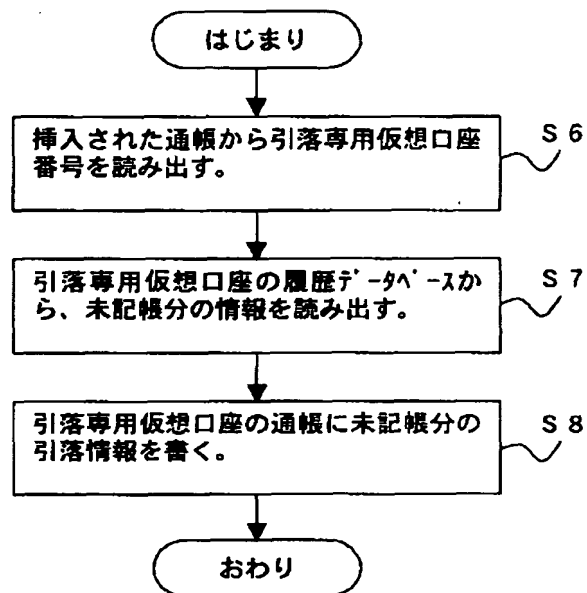 はじまり
挿入された通帳から引落専用仮想口座
番号を読み出す。
S 6
引落専用仮想口座の履歴ﾃﾞｰﾀﾍﾞｰｽか
ら、未記帳分の情報を読み出す。
S 7
引落専用仮想口座の通帳に未記帳分の
引落情報を書く。
S 8
おわり